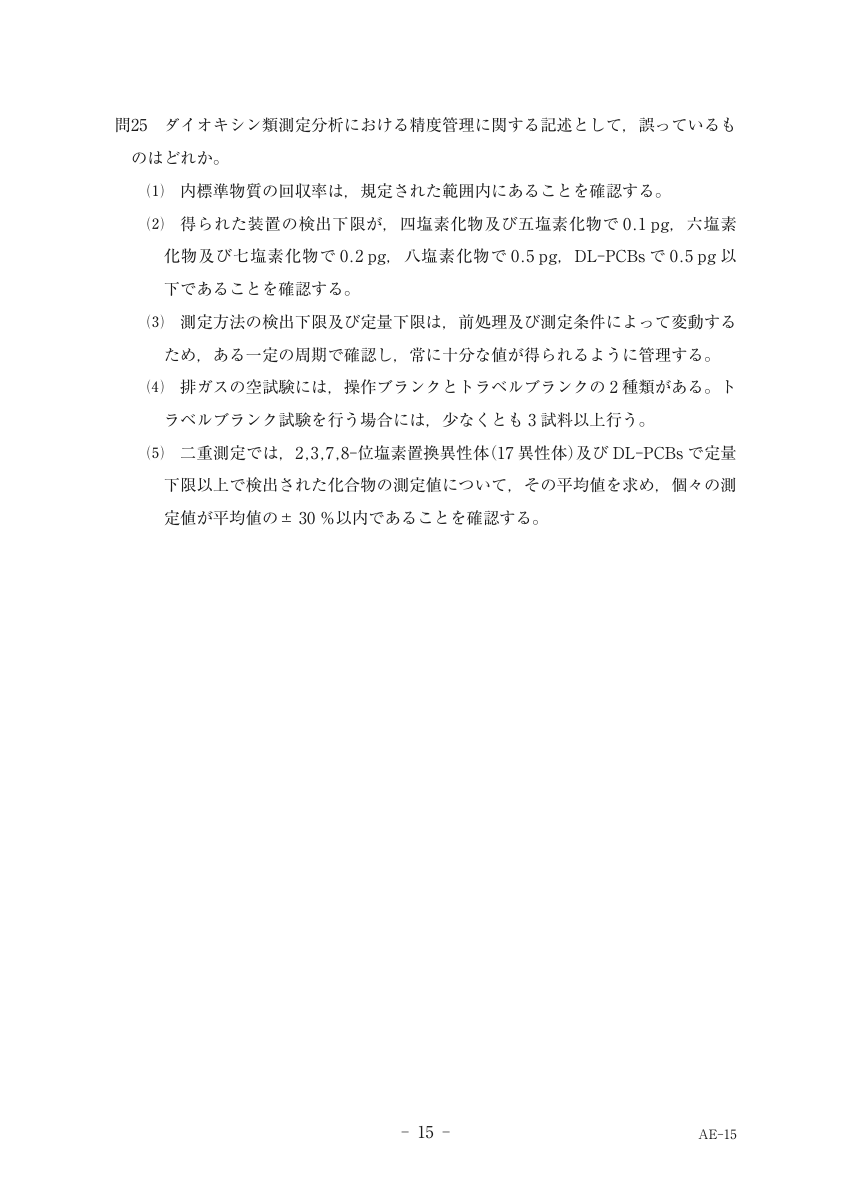 問25　ダイオキシン類測定分析における精度管理に関する記述として，誤っているも
のはどれか。
⑴　内標準物質の回収率は，規定された範囲内にあることを確認する。
⑵　得られた装置の検出下限が，四塩素化物及び五塩素化物で 0.1 pg，六塩素
化物及び七塩素化物で 0.2 pg，八塩素化物で 0.5 pg，DL-PCBs で 0.5 pg 以
下であることを確認する。
⑶　測定方法の検出下限及び定量下限は，前処理及び測定条件によって変動する
ため，ある一定の周期で確認し，常に十分な値が得られるように管理する。
⑷　排ガスの空試験には，操作ブランクとトラベルブランクの 2 種類がある。ト
ラベルブランク試験を行う場合には，少なくとも 3 試料以上行う。
⑸　二重測定では，2,3,7,8-位塩素置換異性体(17 異性体)及び DL-PCBs で定量
下限以上で検出された化合物の測定値について，その平均値を求め，個々の測
定値が平均値の± 30 ％以内であることを確認する。
- 15 -
AE-15